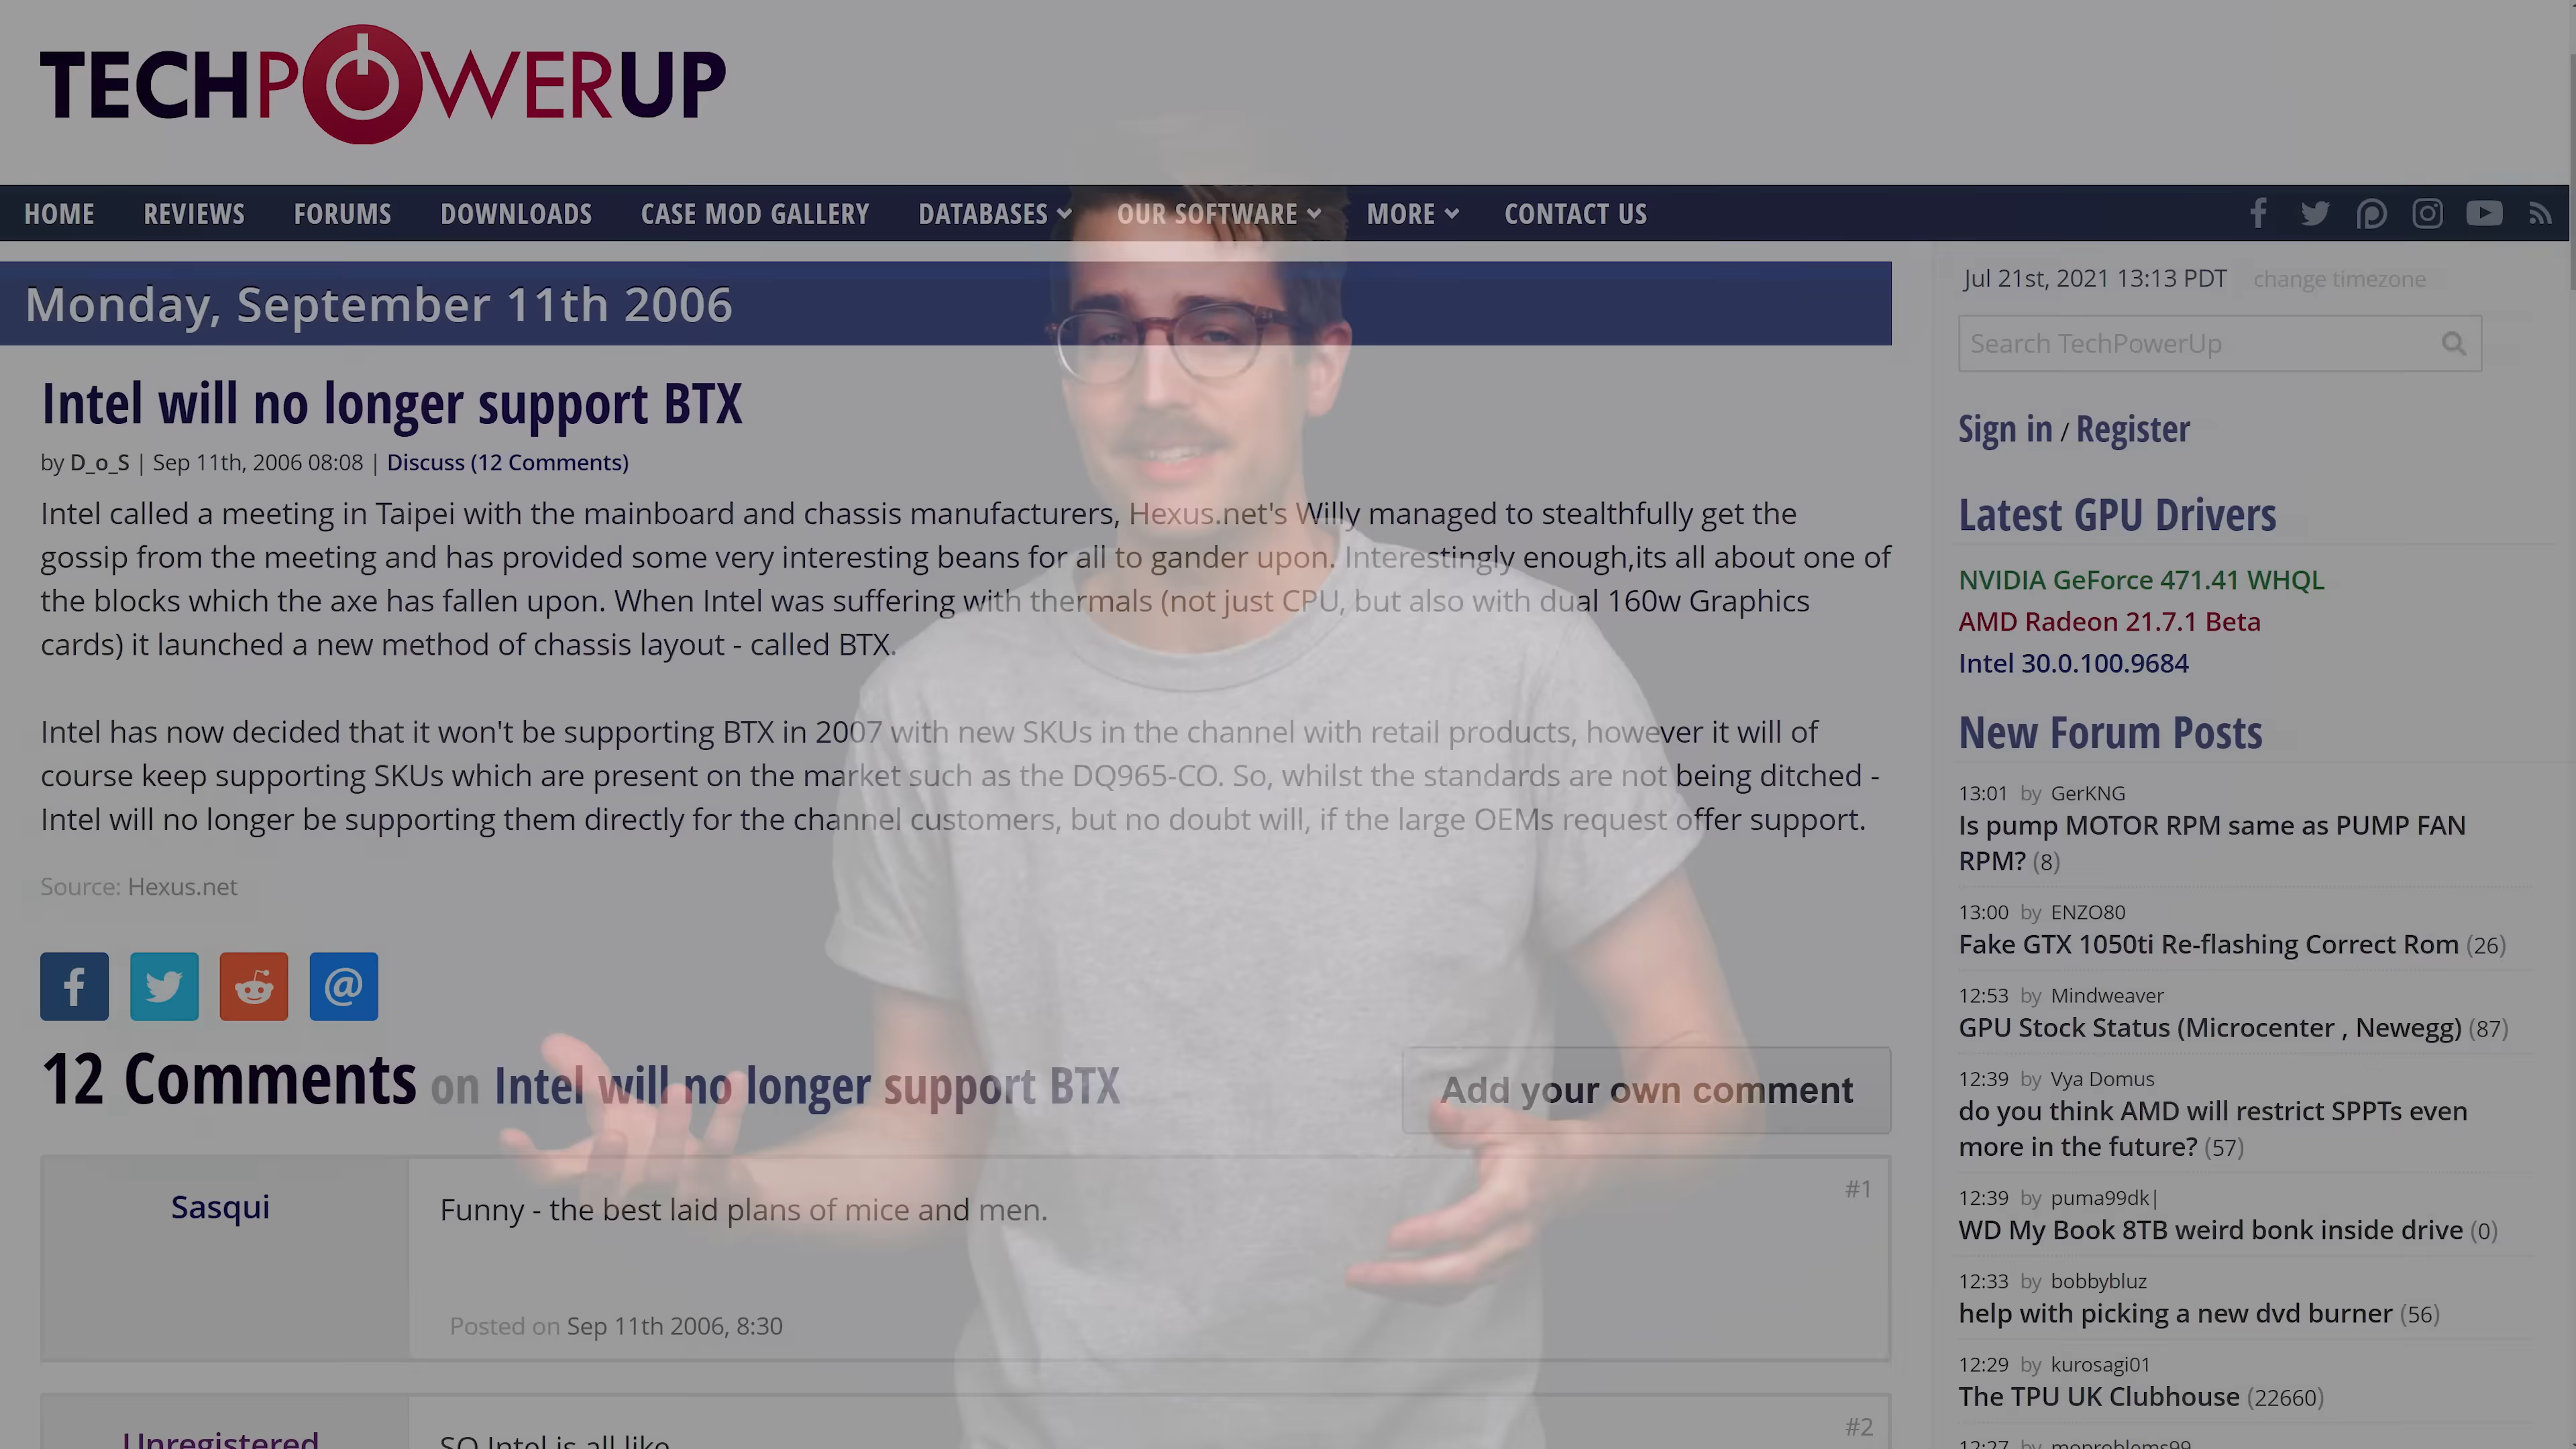 TECHPOWERUP
HOME REVIEWS FORUMS DOWNLOADS CASE MOD GALLERY DATABASES OUR SOFTWARE MORE CONTACT US
Monday, September 11th 2006
Intel will no longer support BTX
by D_o_S | Sep 11th, 2006 08:08 | Discuss (12 Comments)
Intel called a meeting in Taipei with the mainboard and chassis manufacturers, Hexus.net's Willy managed to stealthfully get the
gossip from the meeting and has provided some very interesting beans for all to gander upon. Interestingly enough,its all about one of
the blocks which the axe has fallen upon. When Intel was suffering with thermals (not just CPU, but also with dual 160w Graphics
cards) it launched a new method of chassis layout - called BTX.
Intel has now decided that it won't be supporting BTX in 2007 with new SKUs in the channel with retail products, however it will of
course keep supporting SKUs which are present on the market such as the DQ965-CO. So, whilst the standards are not being ditched -
Intel will no longer be supporting them directly for the channel customers, but no doubt will, if the large OEMs request offer support.
Source: Hexus.net
12 Comments on Intel will no longer support BTX
Add your own comment
#1
Sasqui
Funny - the best laid plans of mice and men.
Posted on Sep 11th 2006, 8:30
#2
Unregistered
SO Intel is all like
Jul 21st, 2021 13:13 PDT change timezone
Search TechPowerUp
Sign in / Register
Latest GPU Drivers
NVIDIA GeForce 471.41 WHQL
AMD Radeon 21.7.1 Beta
Intel 30.0.100.9684
New Forum Posts
13:01 by GerKNG
Is pump MOTOR RPM same as PUMP FAN
RPM? (8)
13:00 by ENZO80
Fake GTX 1050ti Re-flashing Correct Rom (26)
12:53 by Mindweaver
GPU Stock Status (Microcenter , Newegg) (87)
12:39 by Vya Domus
do you think AMD will restrict SPPTs even
more in the future? (57)
12:39 by puma99dk|
WD My Book 8TB weird bonk inside drive (0)
12:33 by bobbybluz
help with picking a new dvd burner (56)
12:29 by kurosagi01
The TPU UK Clubhouse (22660)
12:27 by moproblems99